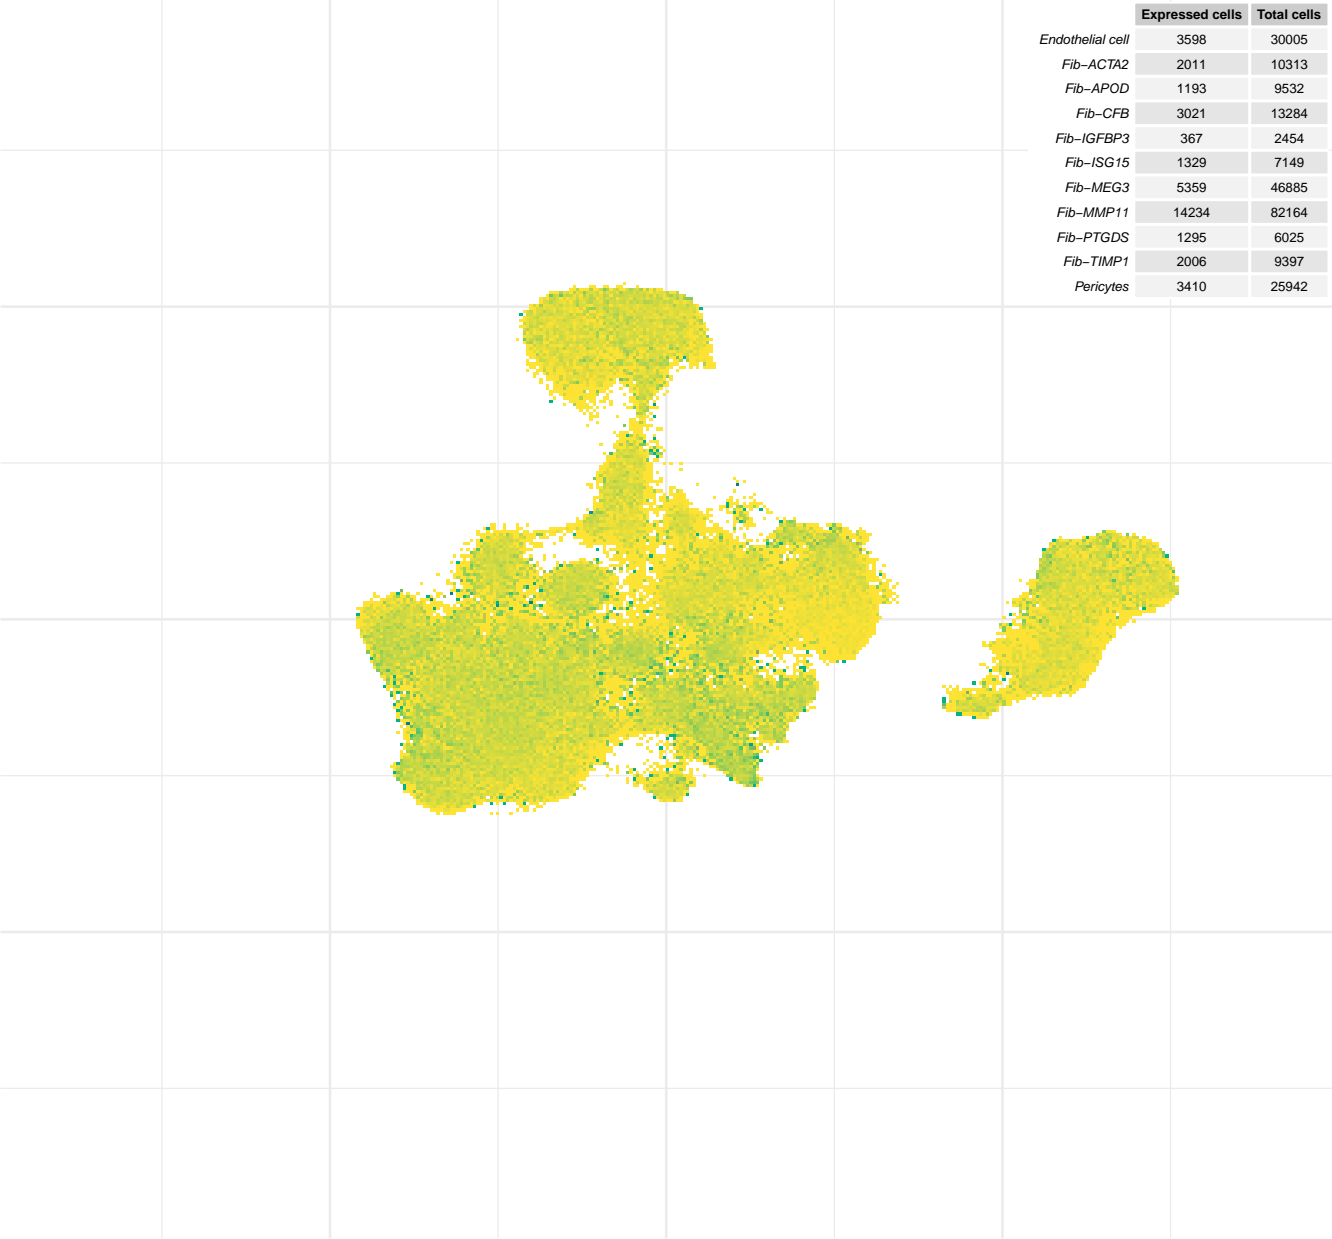 Expressed cells Total cells
Endothelial cell 3598 30005
Fib−ACTA2 2011 10313
Fib−APOD 1193 9532
Fib−CFB 3021 13284
Fib−IGFBP3 367 2454
Fib−ISG15 1329 7149
Fib−MEG3 5359 46885
Fib−MMP11 14234 82164
Fib−PTGDS 1295 6025
Fib−TIMP1 2006 9397
Pericytes 3410 25942